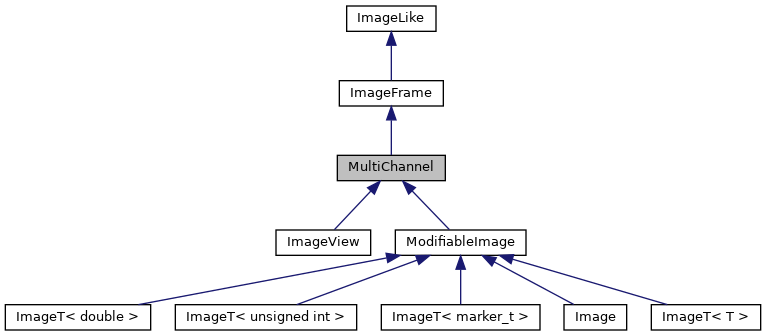 ImageLike
ImageFrame
MultiChannel
ImageView
ModifiableImage
ImageT< double >
ImageT< unsigned int >
ImageT< marker_t >
Image
ImageT< T >